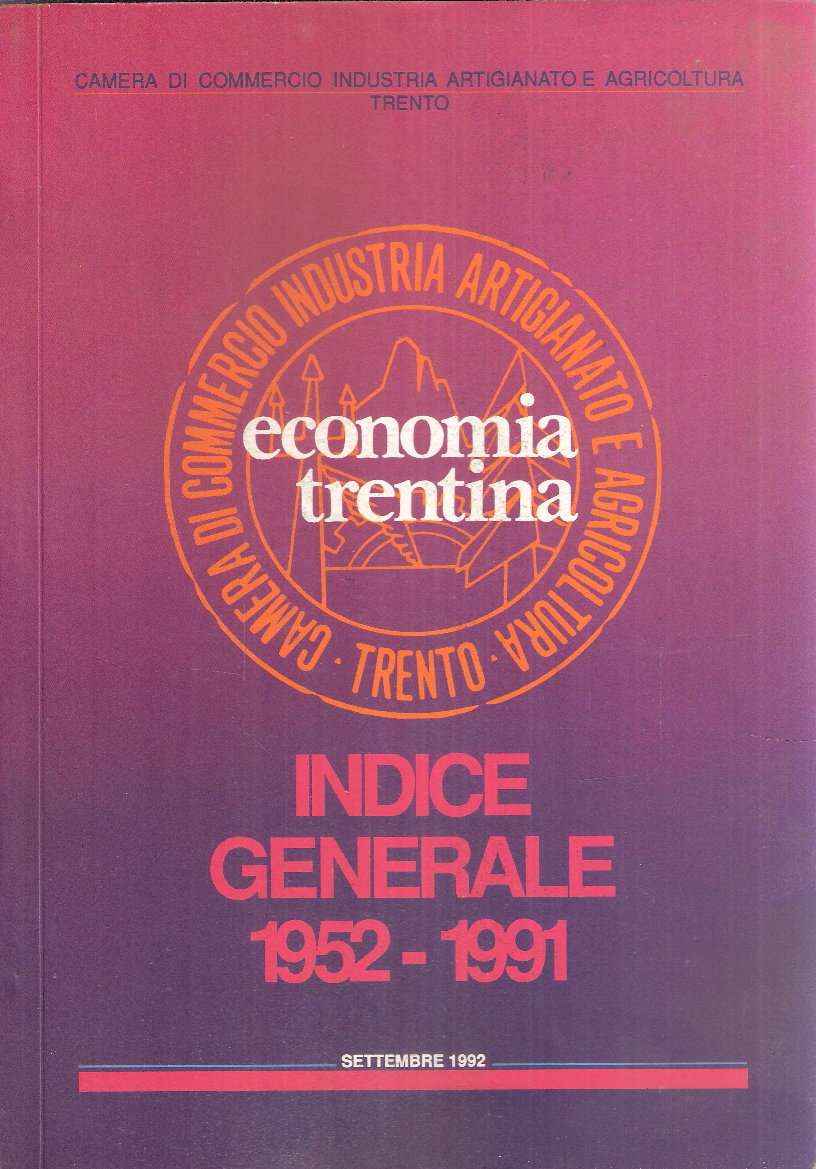 CAMERA DI COMMERCIO INDUSTRIA ARTIGIANATO E AGRICOLTURA
TRENTO
CAMERA DI COMMERCIO INDUSTRIA ARTIGIANATO E AGRICOLTURA · TRENTO ·
economia
trentina
INDICE
GENERALE
1952 - 1991
SETTEMBRE 1992